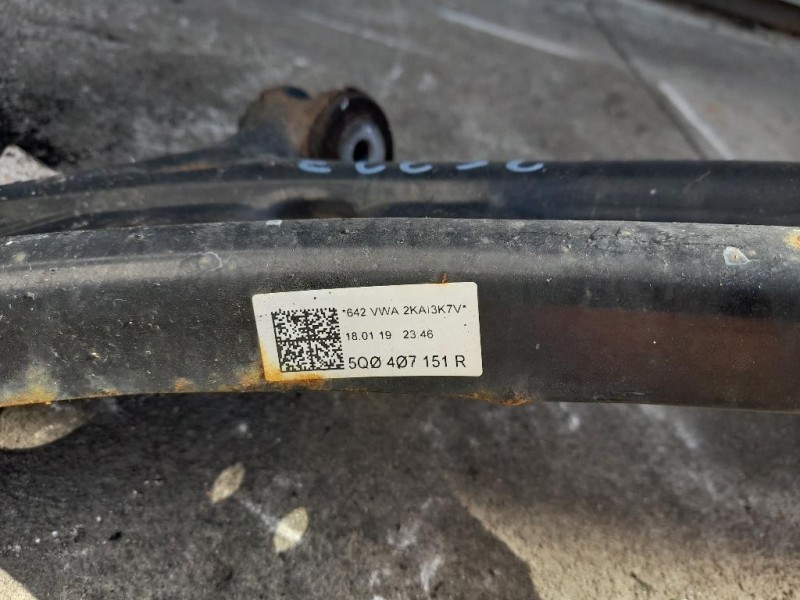 *642 VWA 2KAI3K7V*
18.01 19 23:46
5QØ 4Ø7 151 R